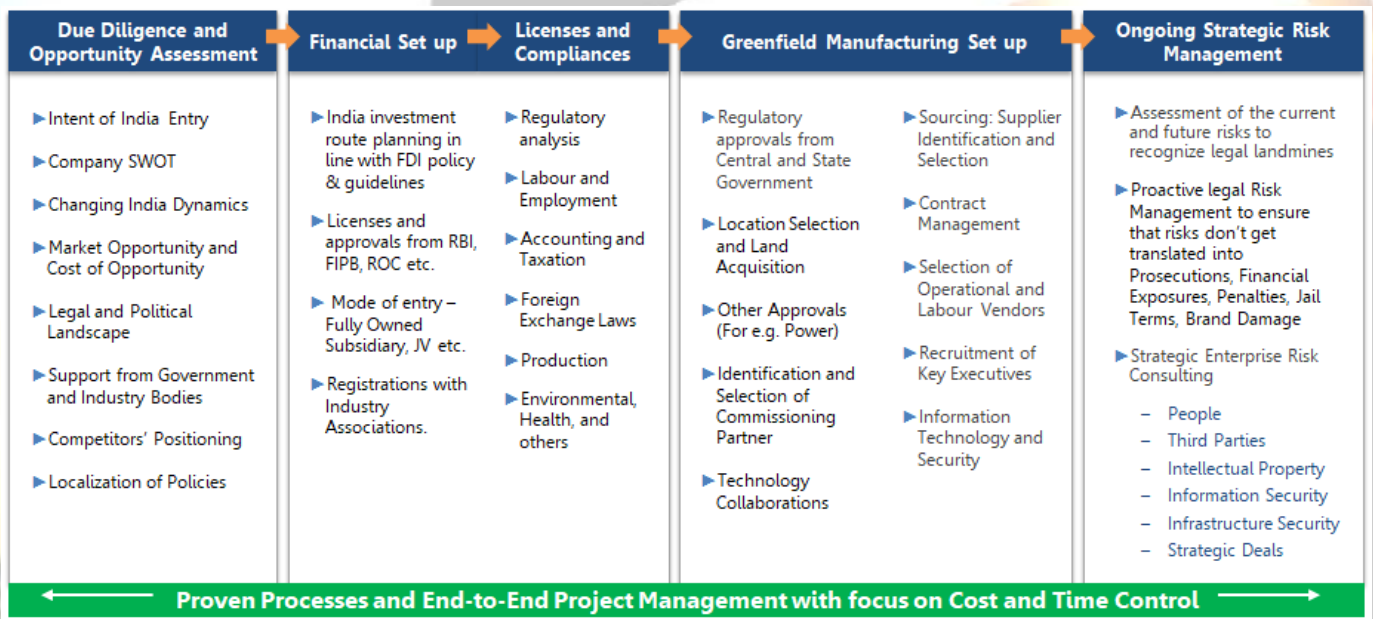 Due Diligence and
Opportunity Assessment
Financial Set up
Licenses and
Compliances
Greenfield Manufacturing Set up
Ongoing Strategic Risk
Management
Intent of India Entry
Company SWOT
Changing India Dynamics
Market Opportunity and
Cost of Opportunity
Legal and Political
Landscape
Support from Government
and Industry Bodies
Competitors' Positioning
Localization of Policies
India investment
route planning in
line with FDI policy
& guidelines
Licenses and
approvals from RBI,
FIPB, ROC etc.
Mode of entry –
Fully Owned
Subsidiary, JV etc.
Registrations with
Industry
Associations.
Regulatory
analysis
Labour and
Employment
Accounting and
Taxation
Foreign
Exchange Laws
Production
Environmental,
Health, and
others
Regulatory
approvals from
Central and State
Government
Location Selection
and Land
Acquisition
Other Approvals
(For e.g. Power)
Identification and
Selection of
Commissioning
Partner
Technology
Collaborations
Sourcing: Supplier
Identification and
Selection
Contract
Management
Selection of
Operational and
Labour Vendors
Recruitment of
Key Executives
Information
Technology and
Security
Assessment of the current
and future risks to
recognize legal landmines
Proactive legal Risk
Management to ensure
that risks don't get
translated into
Prosecutions, Financial
Exposures, Penalties, Jail
Terms, Brand Damage
Strategic Enterprise Risk
Consulting
– People
– Third Parties
– Intellectual Property
– Information Security
– Infrastructure Security
– Strategic Deals
Proven Processes and End-to-End Project Management with focus on Cost and Time Control